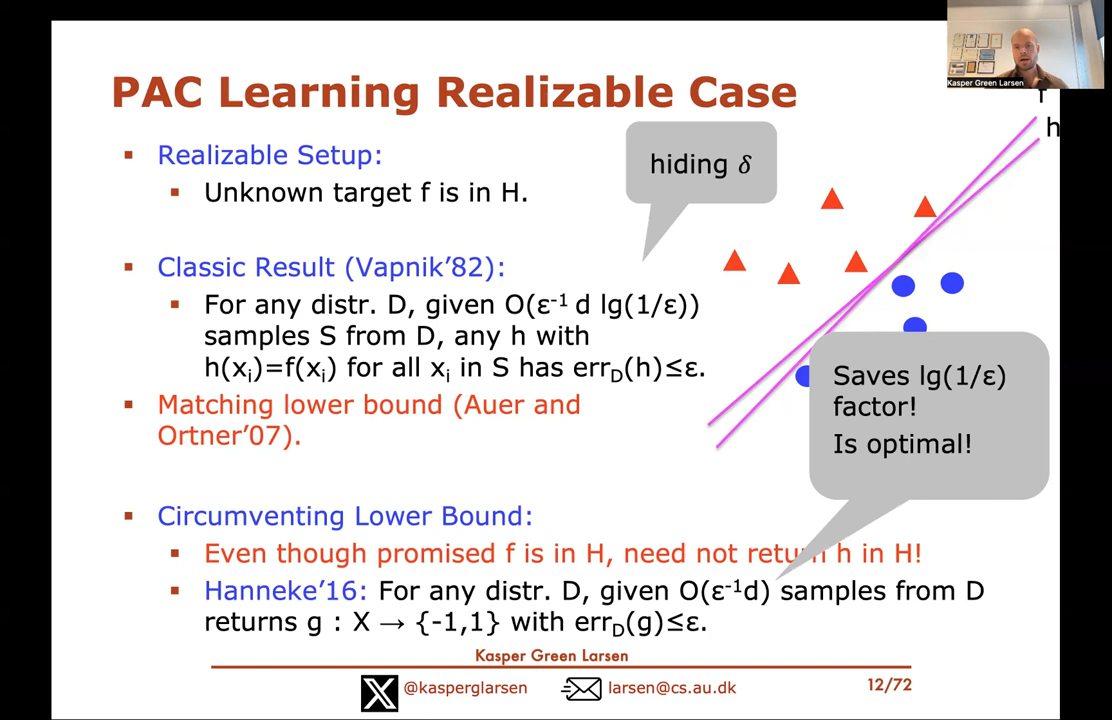 Kasper Green Larsen
PAC Learning Realizable Case
h
▪ Realizable Setup:
▪ Unknown target f is in H.
hiding δ
▪ Classic Result (Vapnik’82):
▪ For any distr. D, given O(ε⁻¹ d lg(1/ε))
samples S from D, any h with
h(xᵢ)=f(xᵢ) for all xᵢ in S has err_D(h)≤ε.
▪ Matching lower bound (Auer and
Ortner’07).
Saves lg(1/ε)
factor!
Is optimal!
▪ Circumventing Lower Bound:
▪ Even though promised f is in H, need not return h in H!
▪ Hanneke’16: For any distr. D, given O(ε⁻¹d) samples from D
returns g : X → {-1,1} with err_D(g)≤ε.
Kasper Green Larsen
X @kasperglarsen larsen@cs.au.dk 12/72